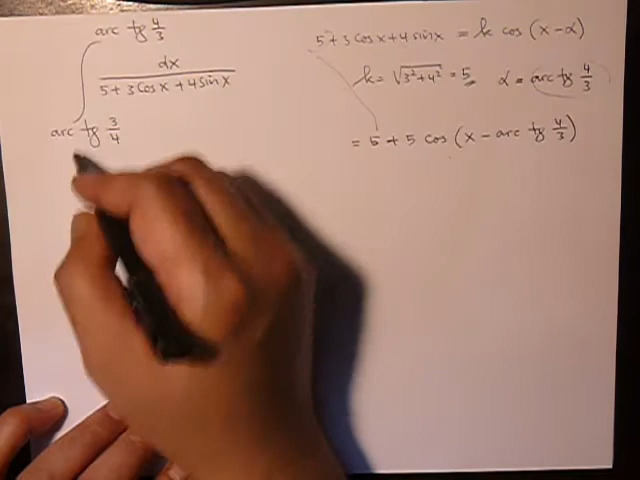 arc tg 4/3
∫ dx / (5 + 3 cos x + 4 sin x)
arc tg 3/4
5 + 3 cos x + 4 sin x = k cos (x - α)
k = √(3² + 4²) = 5 α = arc tg 4/3
= 5 + 5 cos (x - arc tg 4/3)